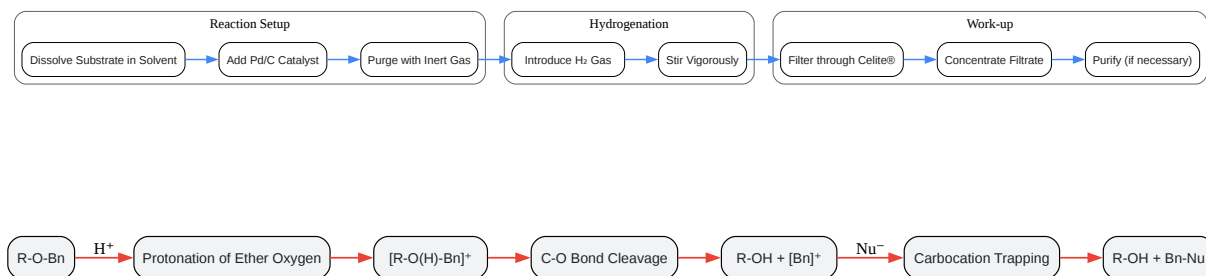 Reaction Setup
Hydrogenation
Work-up
Dissolve Substrate in Solvent
Add Pd/C Catalyst
Purge with Inert Gas
Introduce H₂ Gas
Stir Vigorously
Filter through Celite®
Concentrate Filtrate
Purify (if necessary)
R-O-Bn
H⁺
Protonation of Ether Oxygen
[R-O(H)-Bn]⁺
C-O Bond Cleavage
R-OH + [Bn]⁺
Nu⁻
Carbocation Trapping
R-OH + Bn-Nu